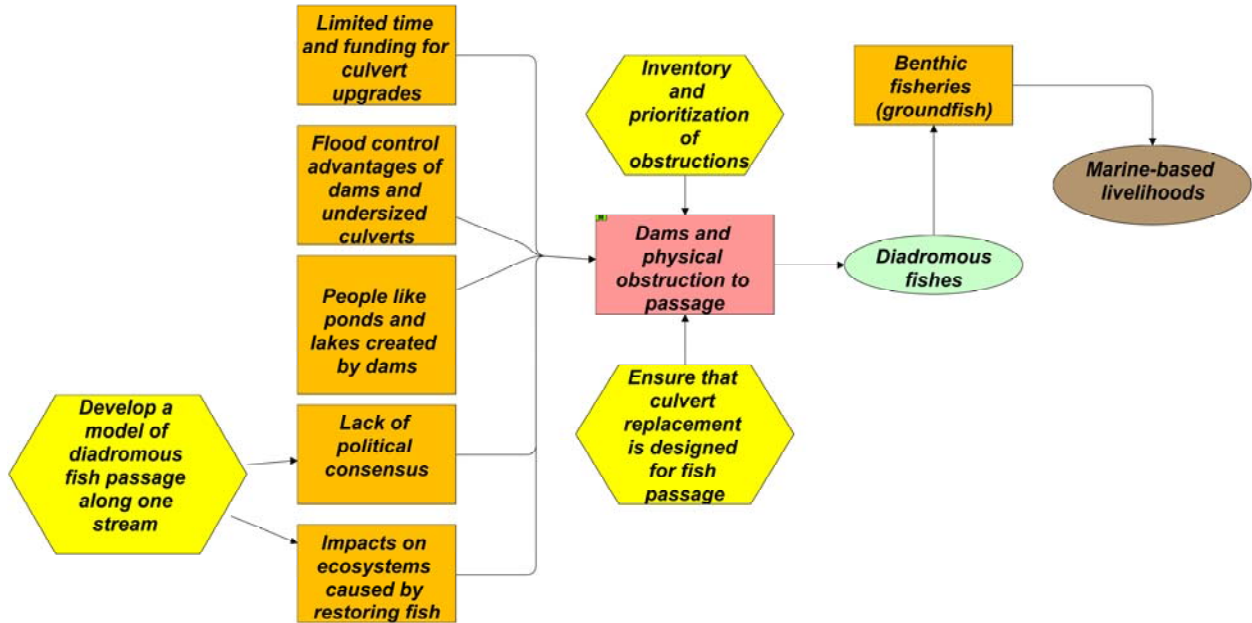 Limited time
and funding for
culvert
upgrades
Flood control
advantages of
dams and
undersized
culverts
People like
ponds and
lakes created
by dams
Lack of
political
consensus
Impacts on
ecosystems
caused by
restoring fish
Develop a
model of
diadromous
fish passage
along one
stream
Inventory
and
prioritization
of
obstructions
Dams and
physical
obstruction to
passage
Ensure that
culvert
replacement
is designed
for fish
passage
Benthic
fisheries
(groundfish)
Marine-based
livelihoods
Diadromous
fishes